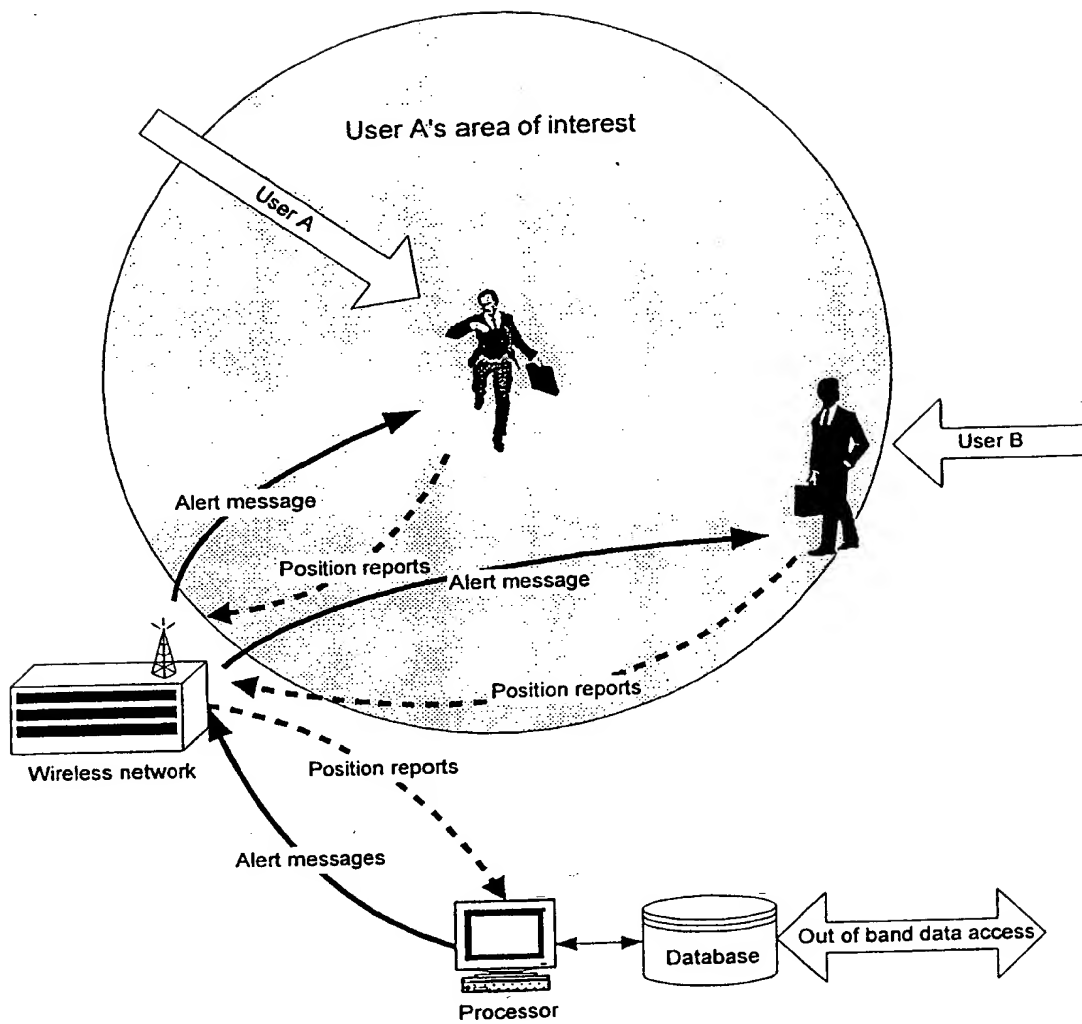 User A's area of interest
User A
User B
Alert message
Position reports
Alert message
Position reports
Wireless network
Position reports
Alert messages
Database
Out of band data access
Processor